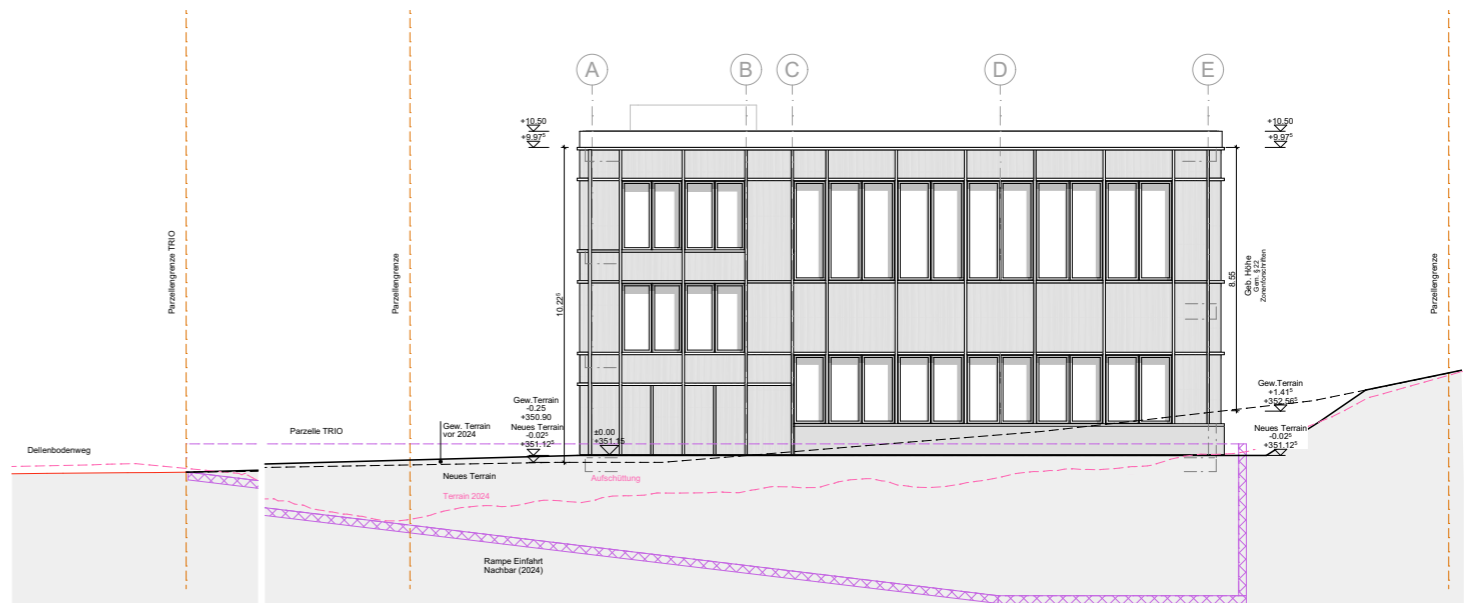 A
B
C
D
E
+10.50
+9.97⁵
+10.50
+9.97⁵
Parzellengrenze TRIO
Parzellengrenze
10.22⁵
8.55
Geb. Höhe
Gem. § 22
Zonenforschriften
Parzellengrenze
Gew.Terrain
-0.25
+350.90
Neues Terrain
-0.02⁵
+351.12⁵
±0.00
+351.15
Gew.Terrain
+1.41⁵
+352.56⁵
Neues Terrain
-0.02⁵
+351.12⁵
Dellenbodenweg
Parzelle TRIO
Gew. Terrain
vor 2024
Neues Terrain
Terrain 2024
Aufschüttung
Rampe Einfahrt
Nachbar (2024)